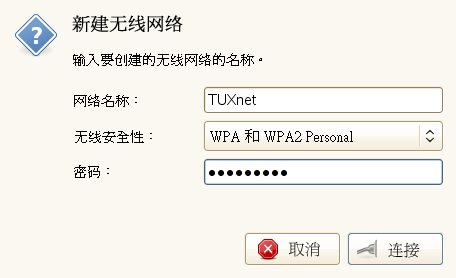 新建无线网络
输入要创建的无线网络的名称。
网络名称： TUXnet
无线安全性： WPA 和 WPA2 Personal
密码： ●●●●●●●●●
取消 连接